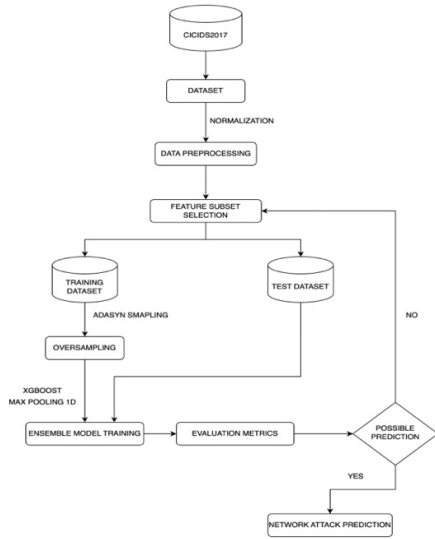 CICIDS2017
DATASET
NORMALIZATION
DATA PREPROCESSING
FEATURE SUBSET
SELECTION
TRAINING
DATASET
TEST DATASET
ADASYN SMAPLING
NO
OVERSAMPLING
XGBOOST
MAX POOLING 1D
ENSEMBLE MODEL TRAINING
EVALUATION METRICS
POSSIBLE
PREDICTION
YES
NETWORK ATTACK PREDICTION